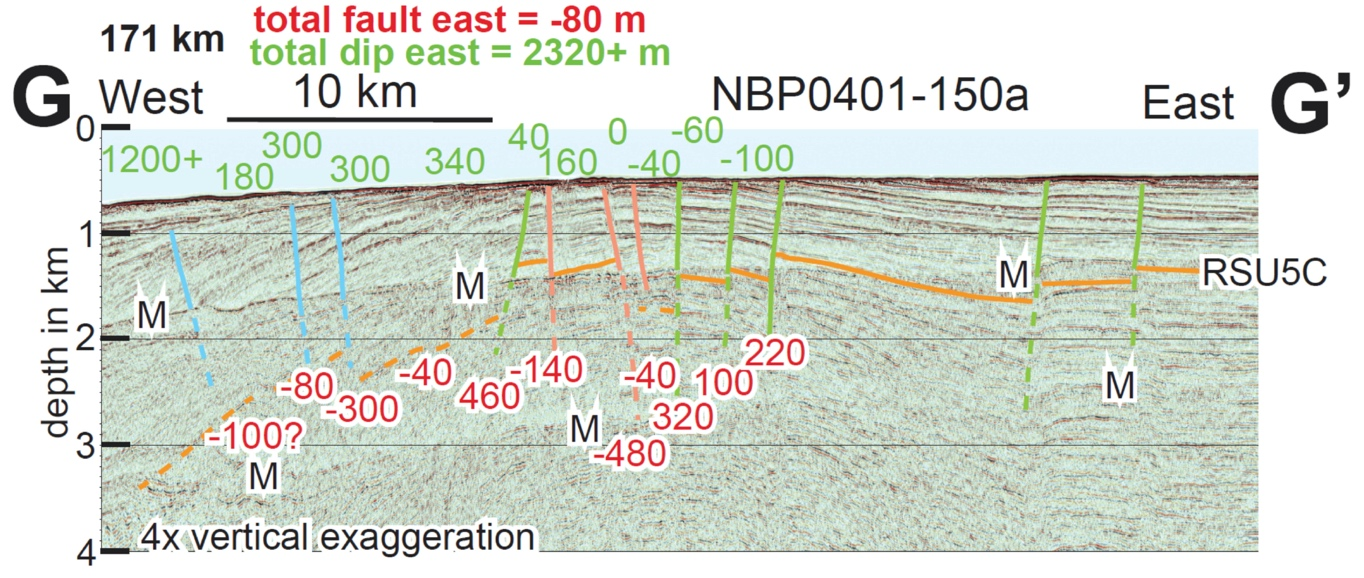 total fault east = -80 m
171 km
total dip east = 2320+ m
G West 10 km NBP0401-150a East G’
0
1200+ 180 300 300 340 40 160 0 -40 -60 -100
1
M M M RSU5C
depth in km
2
-80 -300 -40 460 -140 -40 320 100 220 M
-100? M -480
3
M
4x vertical exaggeration
4